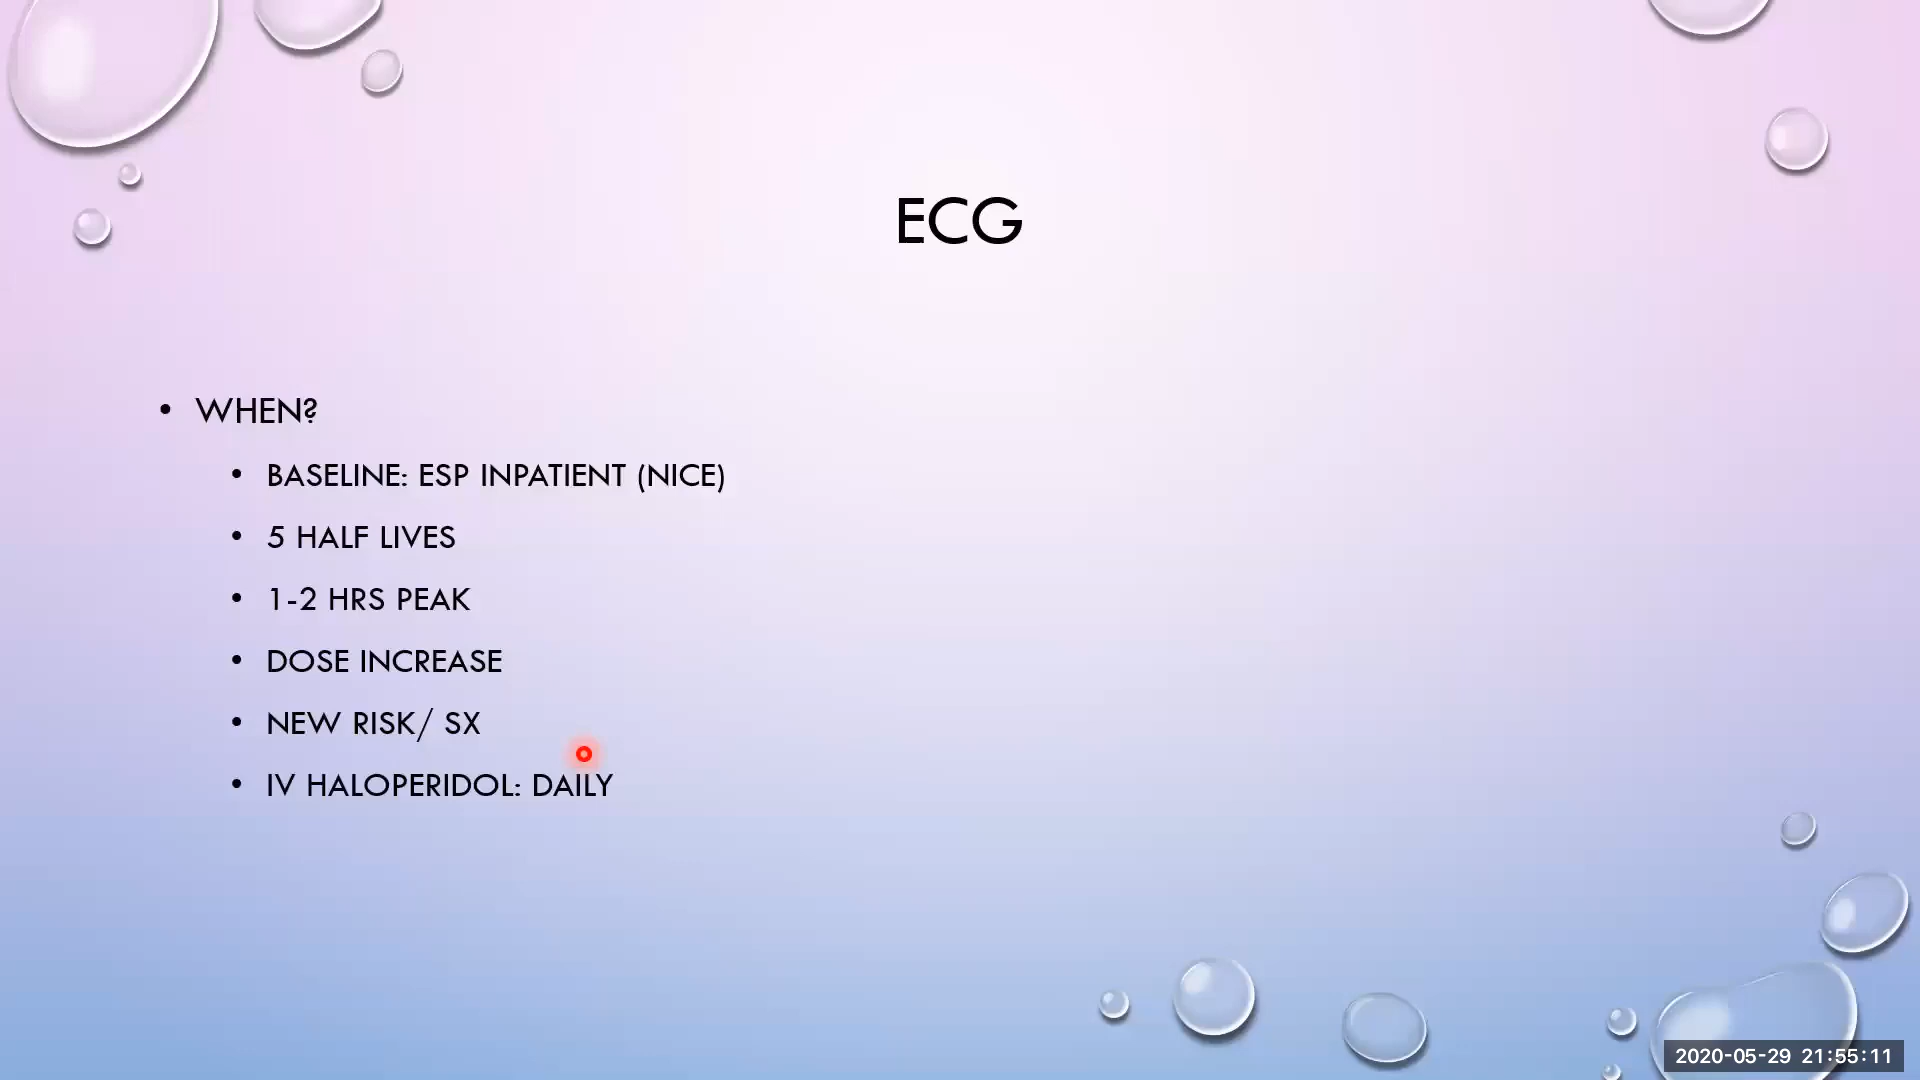 ECG
• WHEN?
• BASELINE: ESP INPATIENT (NICE)
• 5 HALF LIVES
• 1-2 HRS PEAK
• DOSE INCREASE
• NEW RISK/ SX
• IV HALOPERIDOL: DAILY
2020-05-29 21:55:11